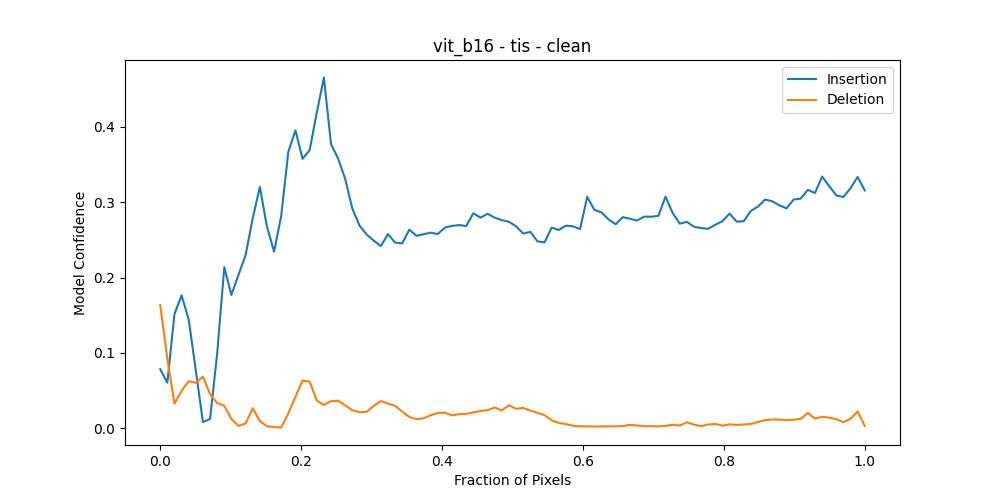 vit_b16 - tis - clean
Insertion
Deletion
Model Confidence
0.4
0.3
0.2
0.1
0.0
0.0 0.2 0.4 0.6 0.8 1.0
Fraction of Pixels